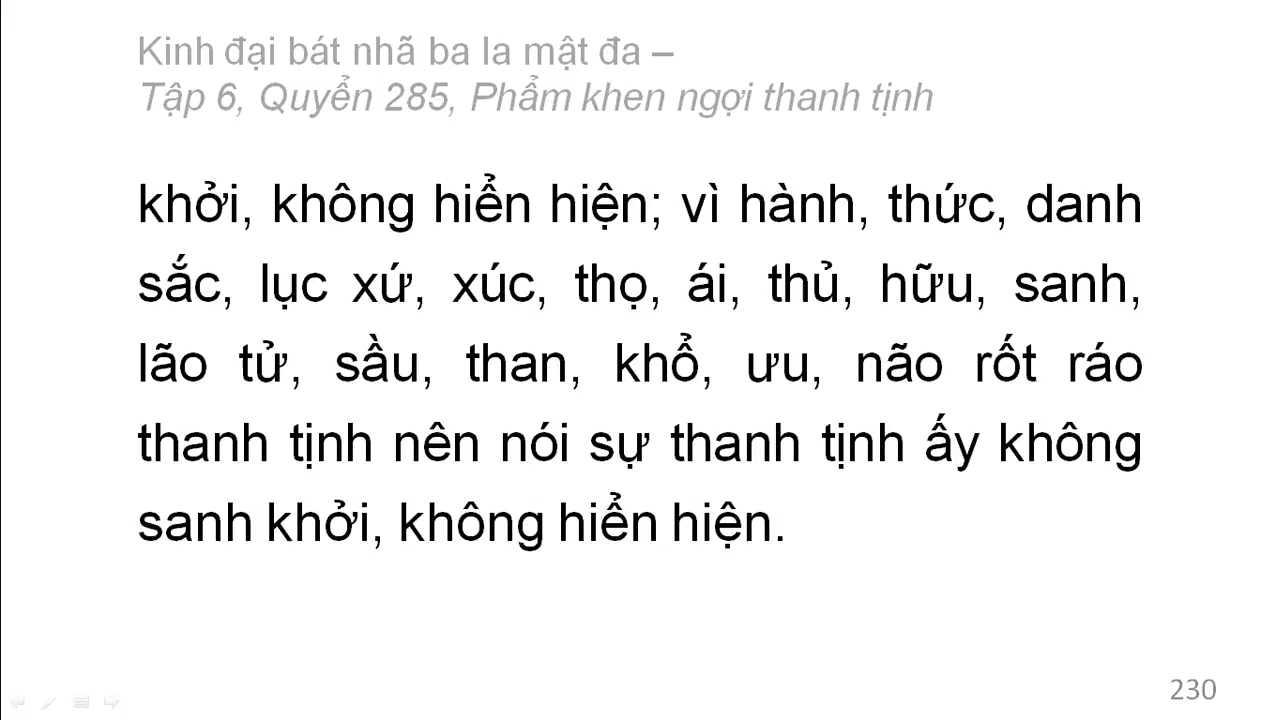 Kinh đại bát nhã ba la mật đa –
Tập 6, Quyển 285, Phẩm khen ngợi thanh tịnh
khởi, không hiển hiện; vì hành, thức, danh
sắc, lục xứ, xúc, thọ, ái, thủ, hữu, sanh,
lão tử, sầu, than, khổ, ưu, não rốt ráo
thanh tịnh nên nói sự thanh tịnh ấy không
sanh khởi, không hiển hiện.
230